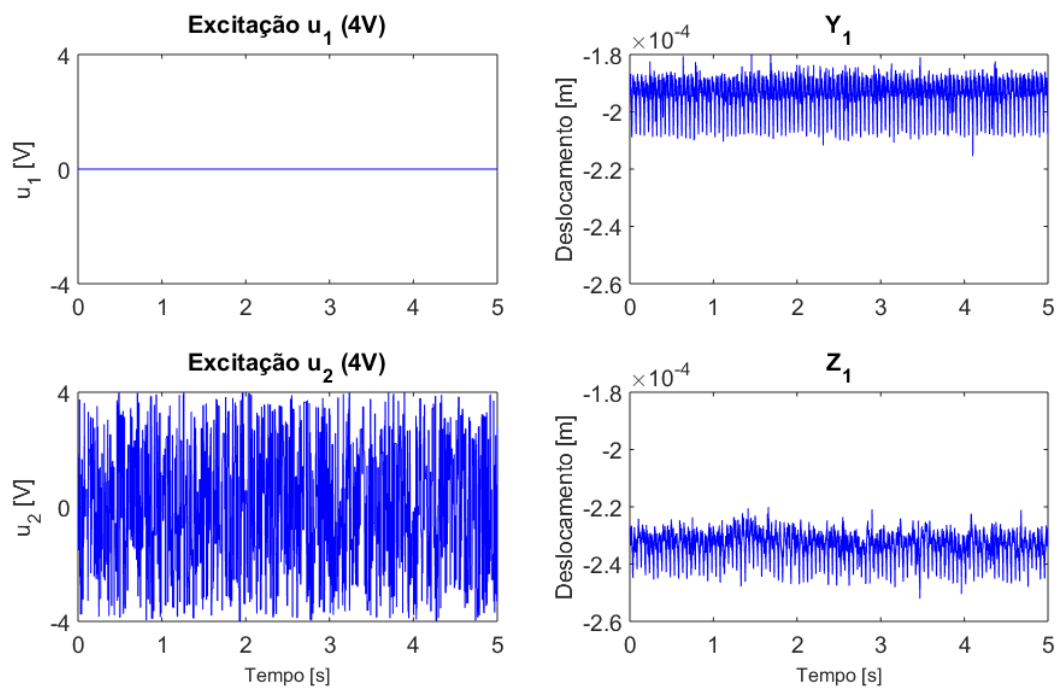 Excitação u₁ (4V)
4
0
-4
u₁ [V]
0 1 2 3 4 5
Y₁
×10⁻⁴
-1.8
-2
-2.2
-2.4
-2.6
Deslocamento [m]
0 1 2 3 4 5
Excitação u₂ (4V)
4
0
-4
u₂ [V]
0 1 2 3 4 5
Tempo [s]
Z₁
×10⁻⁴
-1.8
-2
-2.2
-2.4
-2.6
Deslocamento [m]
0 1 2 3 4 5
Tempo [s]